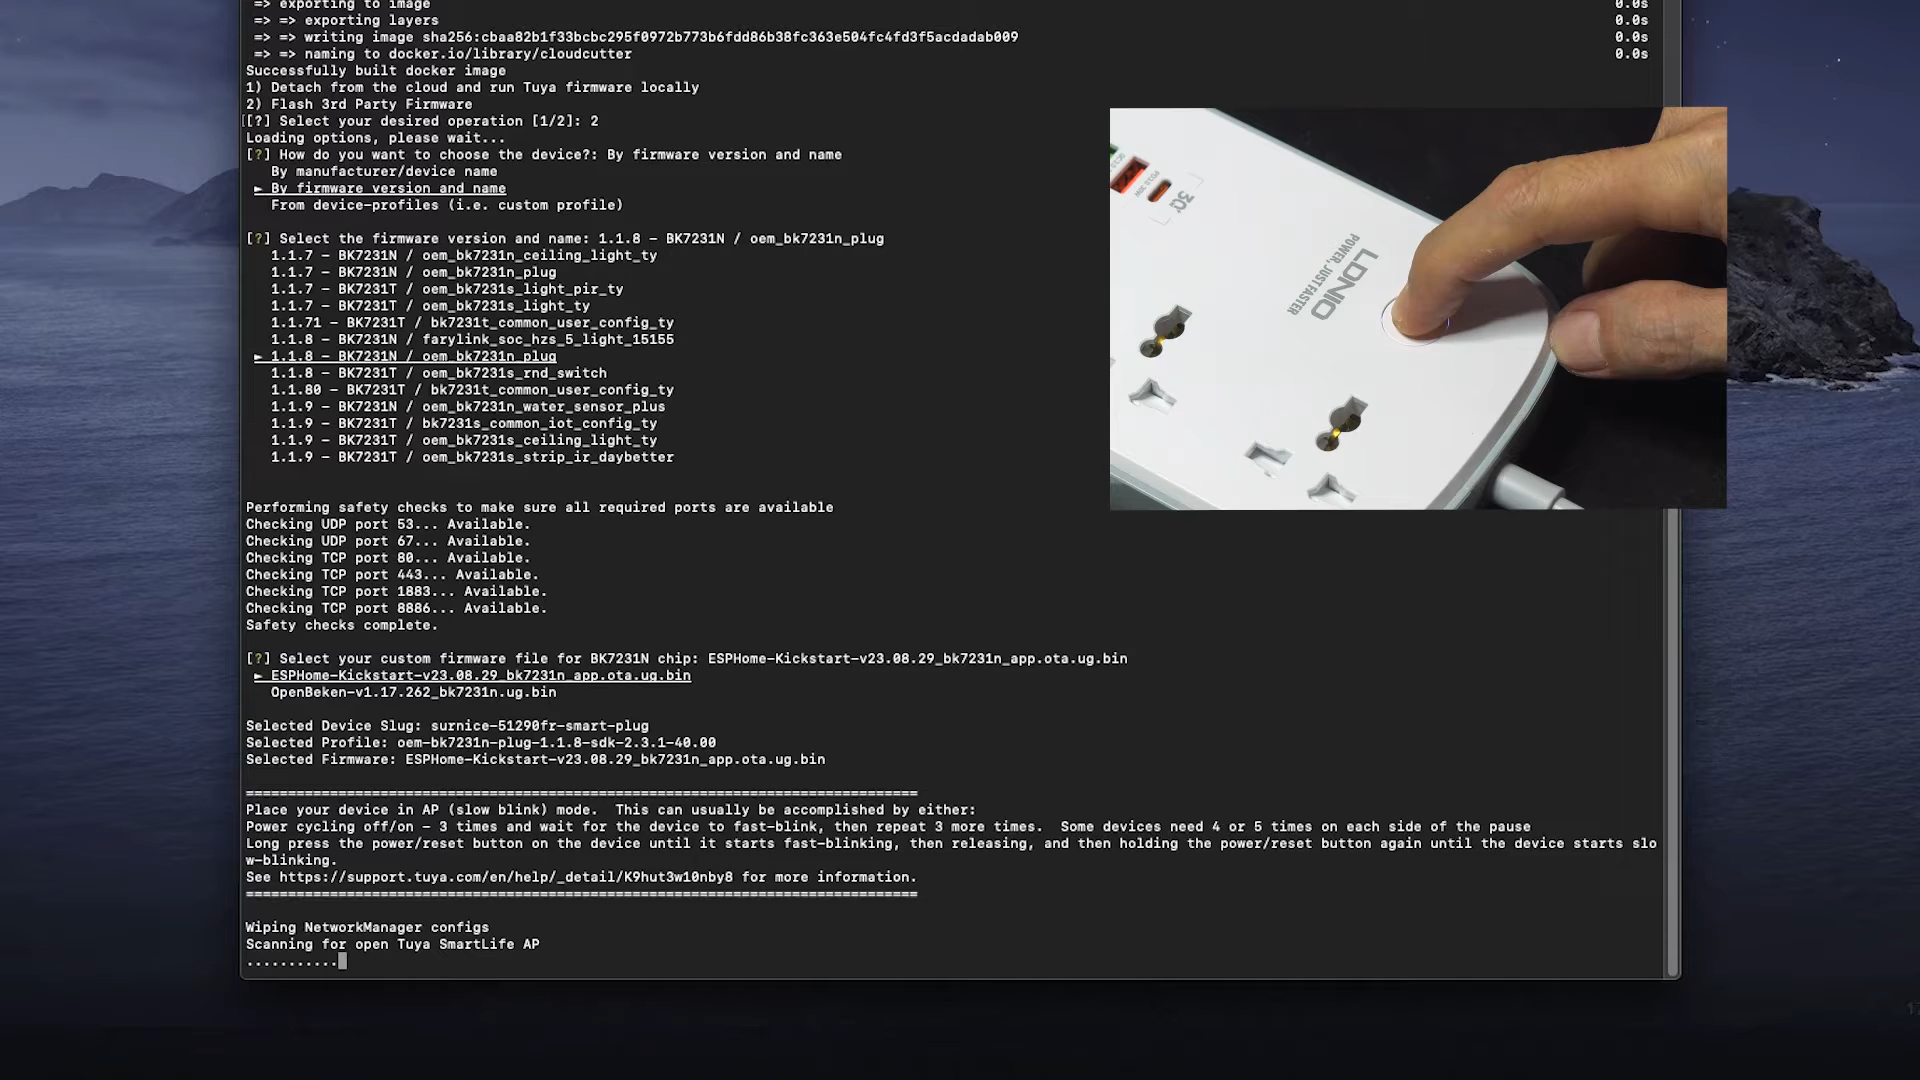 => exporting to image 0.0s
=> => exporting layers 0.0s
=> => writing image sha256:cbaa82b1f33bcbc295f0972b773b6fdd86b38fc363e504fc4fd3f5acdadab009 0.0s
=> => naming to docker.io/library/cloudcutter 0.0s
Successfully built docker image
1) Detach from the cloud and run Tuya firmware locally
2) Flash 3rd Party Firmware
[[?] Select your desired operation [1/2]: 2
Loading options, please wait...
[?] How do you want to choose the device?: By firmware version and name
By manufacturer/device name
► By firmware version and name
From device-profiles (i.e. custom profile)
[?] Select the firmware version and name: 1.1.8 – BK7231N / oem_bk7231n_plug
1.1.7 – BK7231N / oem_bk7231n_ceiling_light_ty
1.1.7 – BK7231N / oem_bk7231n_plug
1.1.7 – BK7231T / oem_bk7231s_light_pir_ty
1.1.7 – BK7231T / oem_bk7231s_light_ty
1.1.71 – BK7231T / bk7231t_common_user_config_ty
1.1.8 – BK7231N / farylink_soc_hzs_5_light_15155
► 1.1.8 – BK7231N / oem_bk7231n_plug
1.1.8 – BK7231T / oem_bk7231s_rnd_switch
1.1.80 – BK7231T / bk7231t_common_user_config_ty
1.1.9 – BK7231N / oem_bk7231n_water_sensor_plus
1.1.9 – BK7231T / bk7231s_common_iot_config_ty
1.1.9 – BK7231T / oem_bk7231s_ceiling_light_ty
1.1.9 – BK7231T / oem_bk7231s_strip_ir_daybetter
Performing safety checks to make sure all required ports are available
Checking UDP port 53... Available.
Checking UDP port 67... Available.
Checking TCP port 80... Available.
Checking TCP port 443... Available.
Checking TCP port 1883... Available.
Checking TCP port 8886... Available.
Safety checks complete.
[?] Select your custom firmware file for BK7231N chip: ESPHome-Kickstart-v23.08.29_bk7231n_app.ota.ug.bin
► ESPHome-Kickstart-v23.08.29_bk7231n_app.ota.ug.bin
OpenBeken-v1.17.262_bk7231n.ug.bin
Selected Device Slug: surnice-51290fr-smart-plug
Selected Profile: oem-bk7231n-plug-1.1.8-sdk-2.3.1-40.00
Selected Firmware: ESPHome-Kickstart-v23.08.29_bk7231n_app.ota.ug.bin
================================================================================
Place your device in AP (slow blink) mode.  This can usually be accomplished by either:
Power cycling off/on – 3 times and wait for the device to fast-blink, then repeat 3 more times.  Some devices need 4 or 5 times on each side of the pause
Long press the power/reset button on the device until it starts fast-blinking, then releasing, and then holding the power/reset button again until the device starts slo
w-blinking.
See https://support.tuya.com/en/help/_detail/K9hut3w10nby8 for more information.
================================================================================
Wiping NetworkManager configs
Scanning for open Tuya SmartLife AP
...........
LDNIO
POWER, JUST FASTER